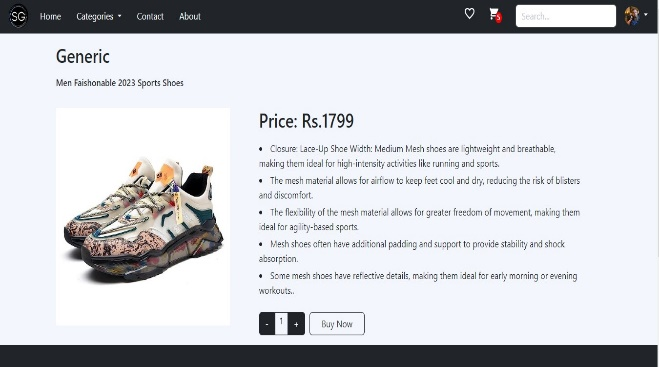 SG Home Categories Contact About 5 Search...
Generic
Men Faishonable 2023 Sports Shoes
Price: Rs.1799
• Closure: Lace-Up Shoe Width: Medium Mesh shoes are lightweight and breathable,
making them ideal for high-intensity activities like running and sports.
• The mesh material allows for airflow to keep feet cool and dry, reducing the risk of blisters
and discomfort.
• The flexibility of the mesh material allows for greater freedom of movement, making them
ideal for agility-based sports.
• Mesh shoes often have additional padding and support to provide stability and shock
absorption.
• Some mesh shoes have reflective details, making them ideal for early morning or evening
workouts..
- 1 + Buy Now